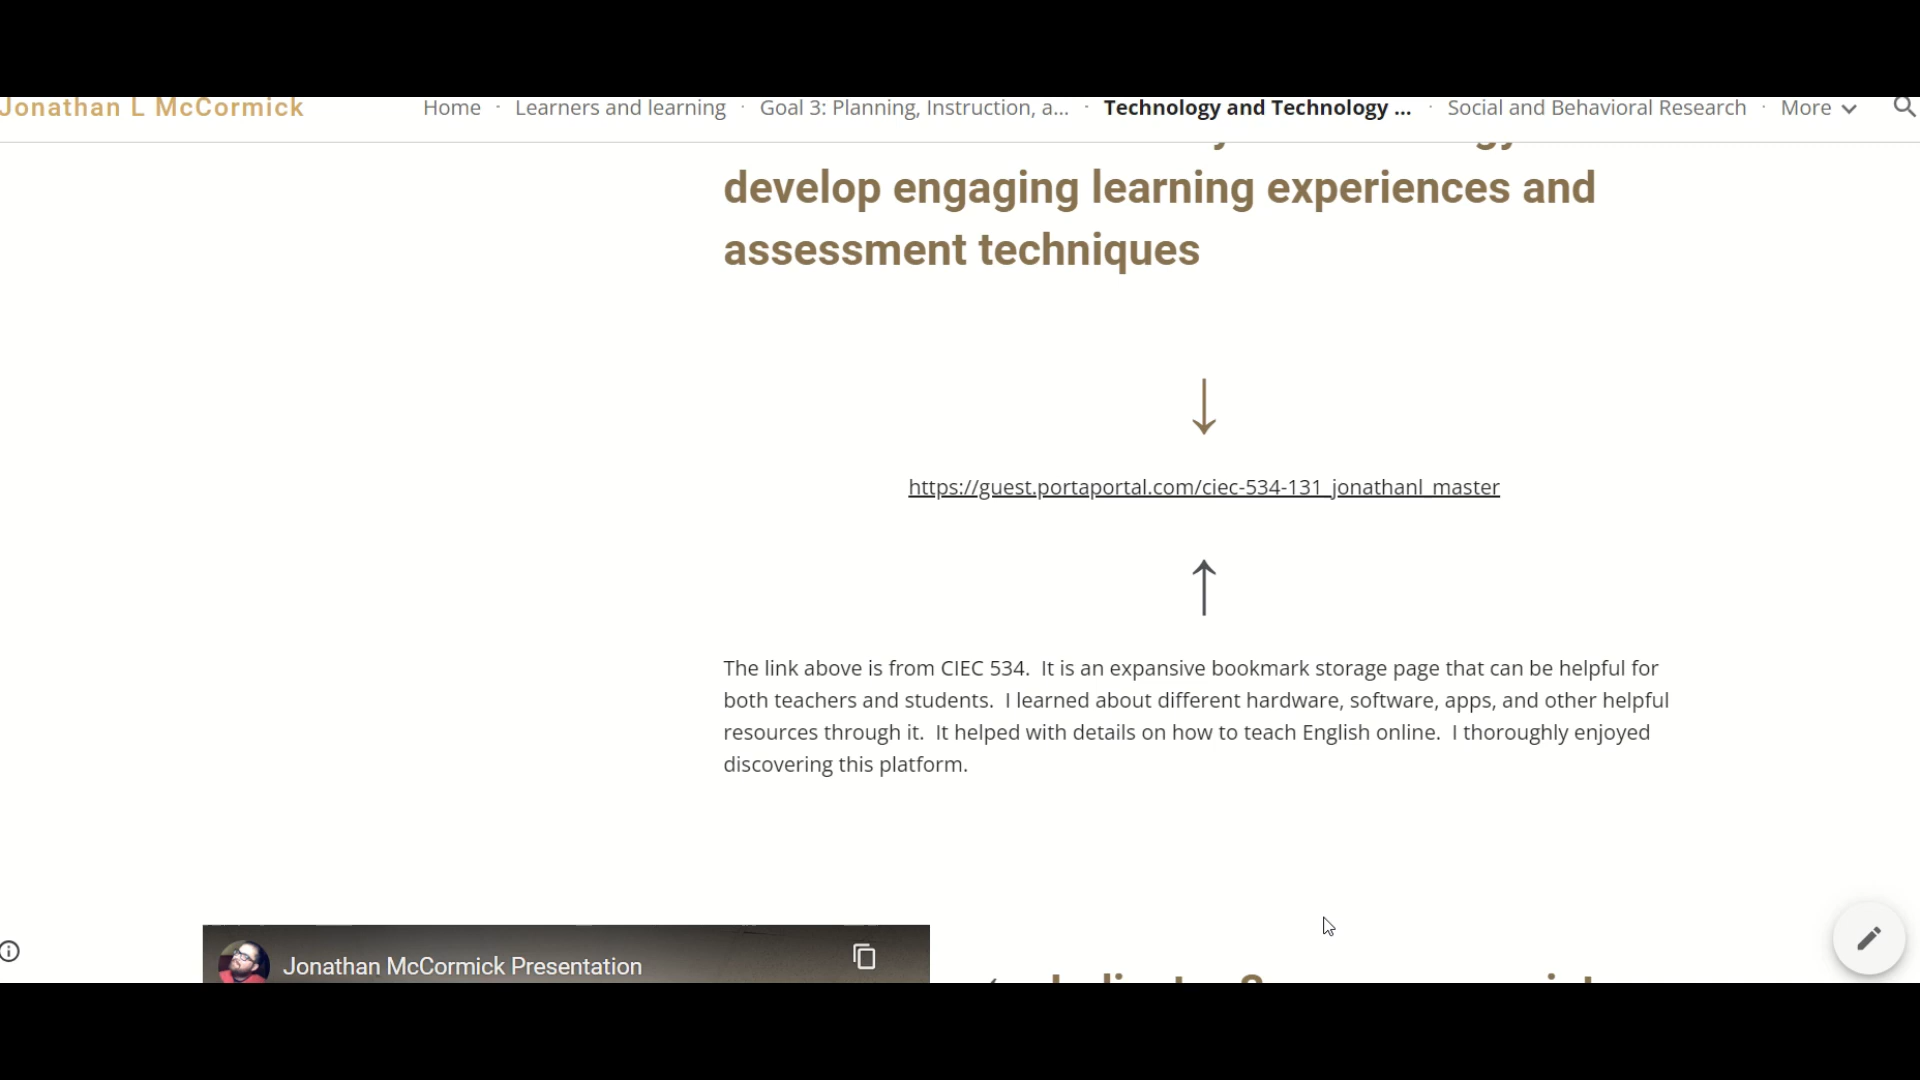 Jonathan L McCormick
Home · Learners and learning · Goal 3: Planning, Instruction, a... · Technology and Technology ... · Social and Behavioral Research · More
develop engaging learning experiences and
assessment techniques
↓
https://guest.portaportal.com/ciec-534-131_jonathanl_master
↑
The link above is from CIEC 534.  It is an expansive bookmark storage page that can be helpful for
both teachers and students.  I learned about different hardware, software, apps, and other helpful
resources through it.  It helped with details on how to teach English online.  I thoroughly enjoyed
discovering this platform.
Jonathan McCormick Presentation